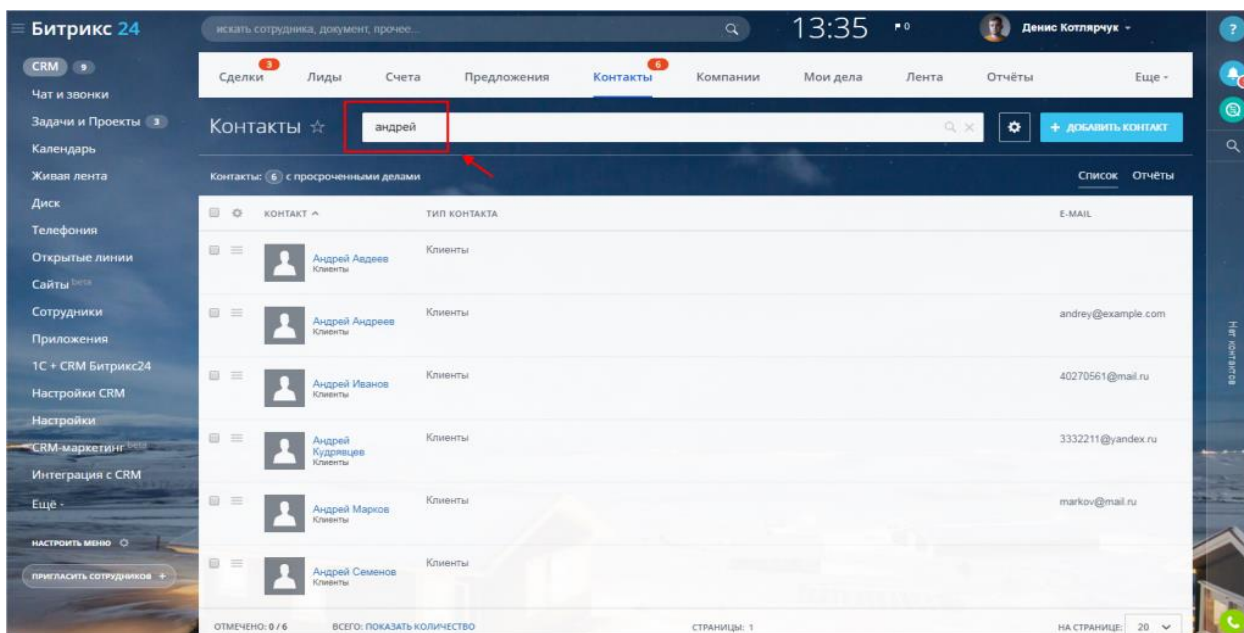 Битрикс 24
искать сотрудника, документ, прочее...
13:35
0
Денис Котлярчук
?
CRM 9
Чат и звонки
Задачи и Проекты 3
Календарь
Живая лента
Диск
Телефония
Открытые линии
Сайты beta
Сотрудники
Приложения
1С + CRM Битрикс24
Настройки CRM
Настройки
CRM-маркетинг beta
Интеграция с CRM
Ещё
НАСТРОИТЬ МЕНЮ
ПРИГЛАСИТЬ СОТРУДНИКОВ +
Сделки 3 Лиды Счета Предложения Контакты 6 Компании Мои дела Лента Отчёты Еще
Контакты андрей + ДОБАВИТЬ КОНТАКТ
Контакты: 6 с просроченными делами Список Отчёты
КОНТАКТ ТИП КОНТАКТА E-MAIL
Андрей Авдеев Клиенты
Клиенты
Андрей Андреев Клиенты andrey@example.com
Клиенты
Андрей Иванов Клиенты 40270561@mail.ru
Клиенты
Андрей Клиенты 3332211@yandex.ru
Кудрявцев
Клиенты
Андрей Марков Клиенты markov@mail.ru
Клиенты
Андрей Семенов Клиенты
Клиенты
ОТМЕЧЕНО: 0 / 6 ВСЕГО: ПОКАЗАТЬ КОЛИЧЕСТВО СТРАНИЦЫ: 1 НА СТРАНИЦЕ: 20
Нет контактов